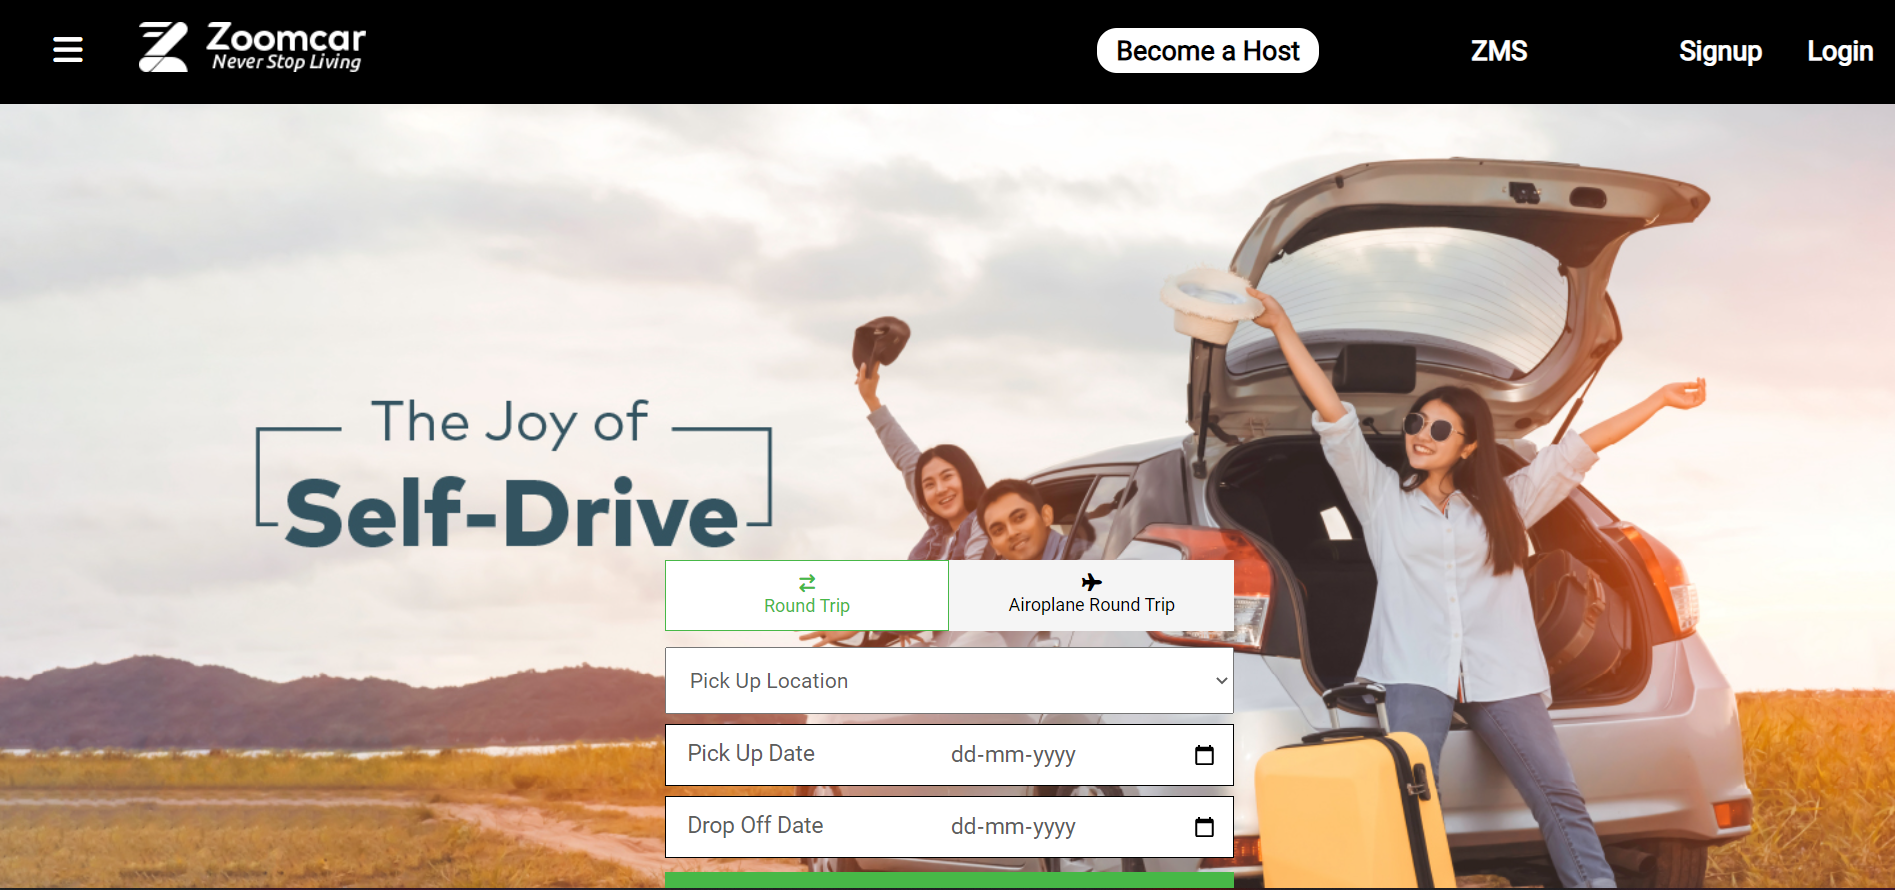 Zoomcar
Never Stop Living
Become a Host
ZMS
Signup
Login
The Joy of
Self-Drive
Round Trip
Airoplane Round Trip
Pick Up Location
Pick Up Date
dd-mm-yyyy
Drop Off Date
dd-mm-yyyy